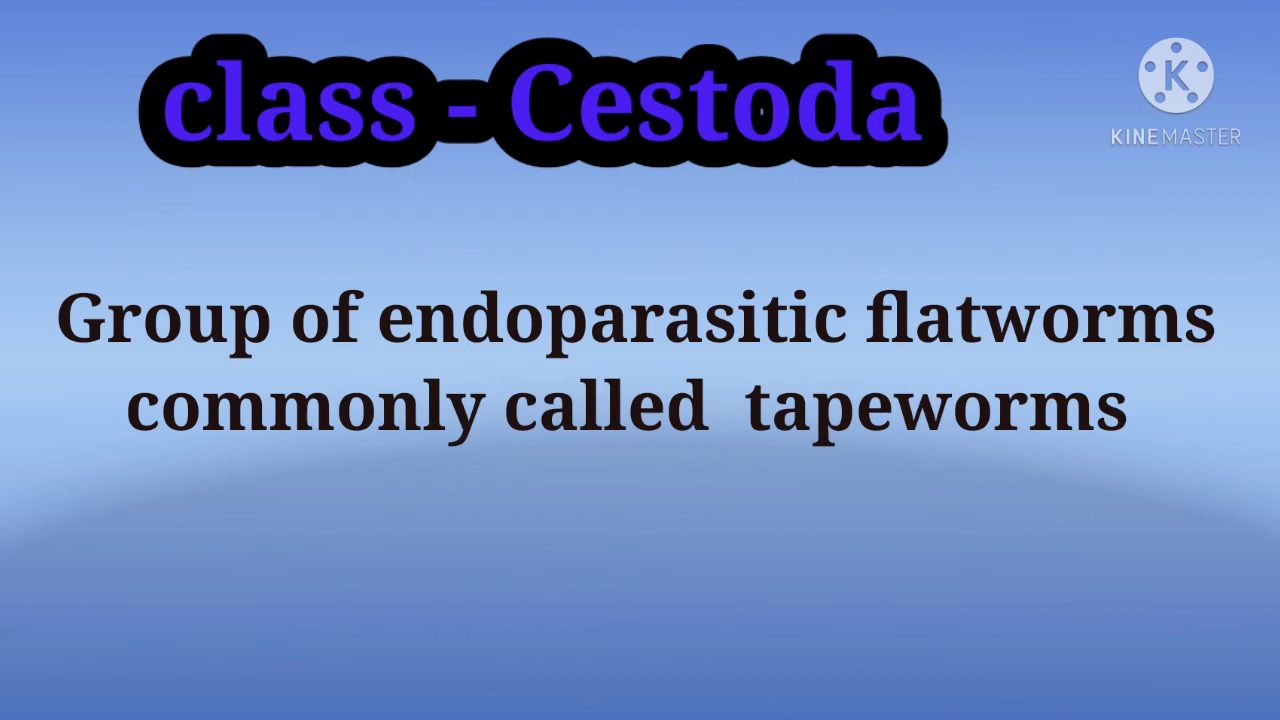 class - Cestoda
K
KINEMASTER
Group of endoparasitic flatworms
commonly called tapeworms